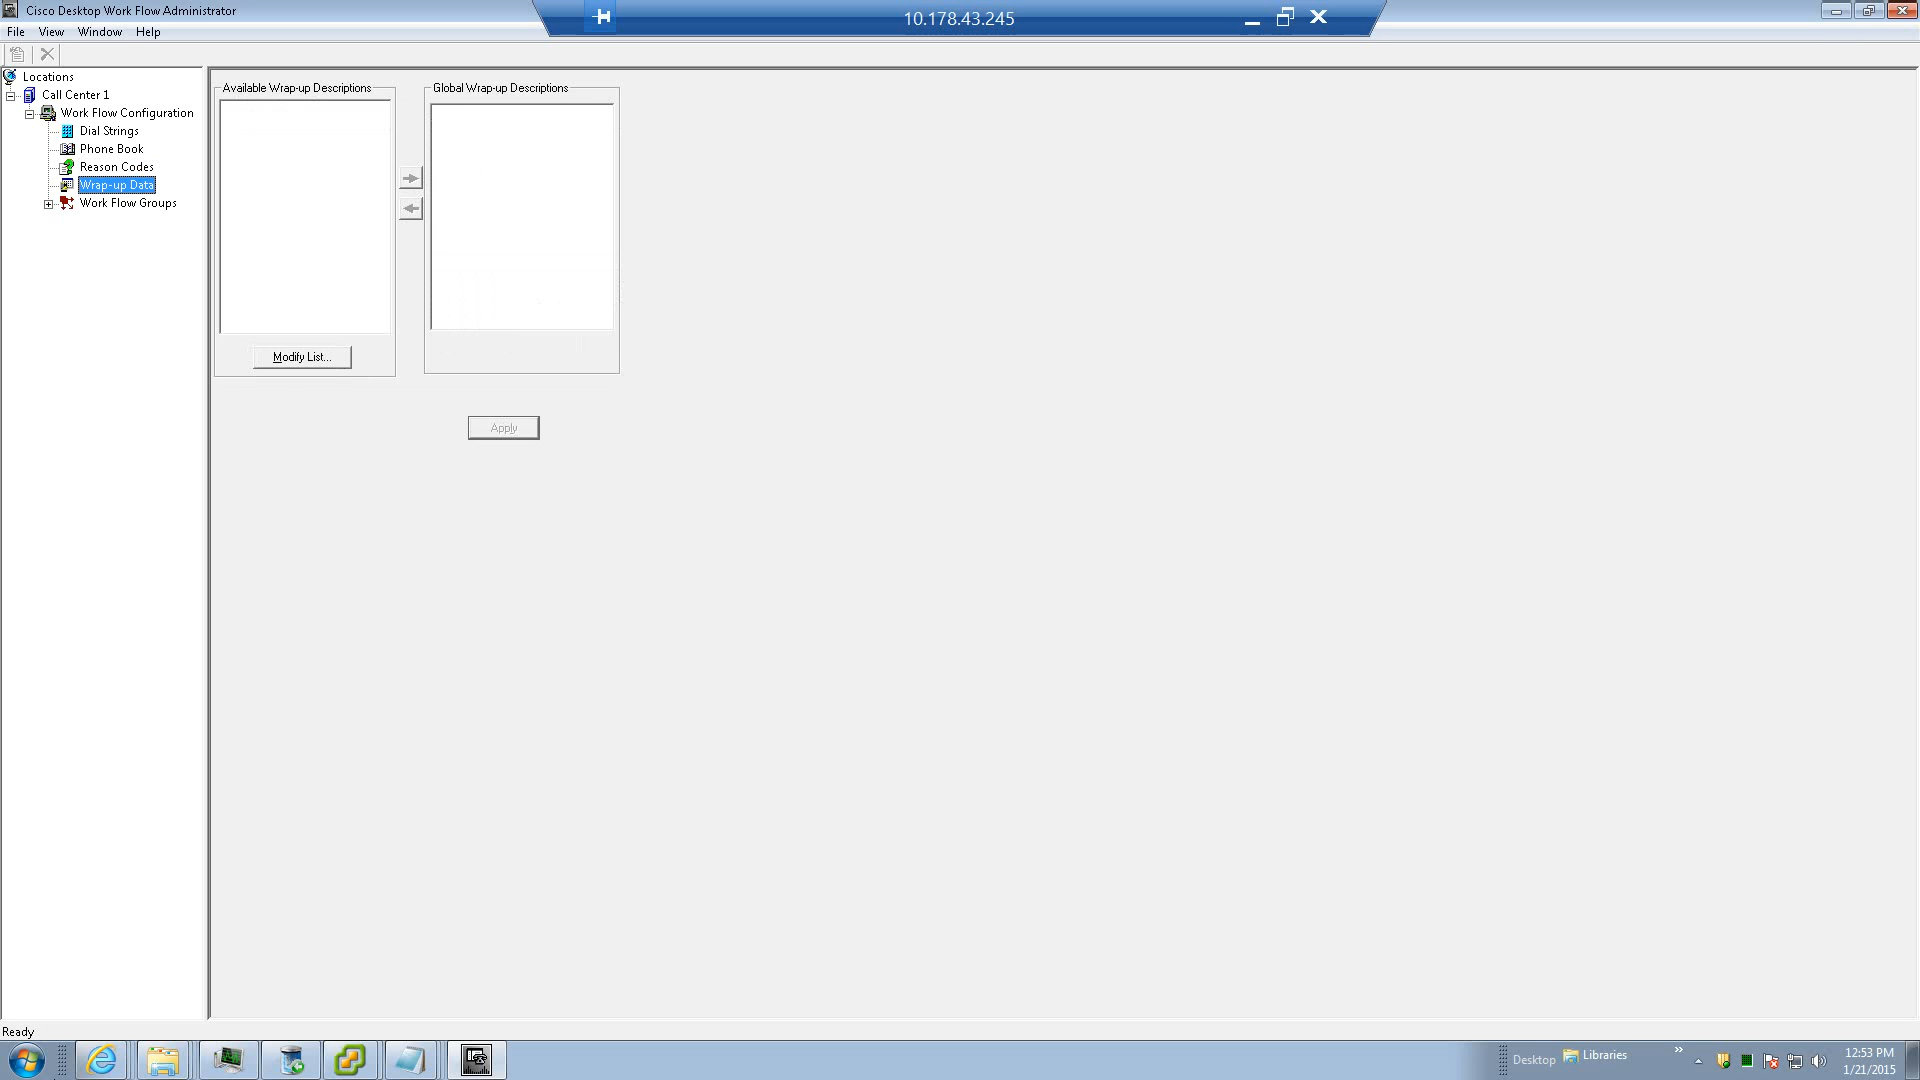 Cisco Desktop Work Flow Administrator
10.178.43.245
File View Window Help
Locations
Call Center 1
Work Flow Configuration
Dial Strings
Phone Book
Reason Codes
Wrap-up Data
Work Flow Groups
Available Wrap-up Descriptions
Global Wrap-up Descriptions
Modify List...
Apply
Ready
Desktop
Libraries
»
12:53 PM
1/21/2015